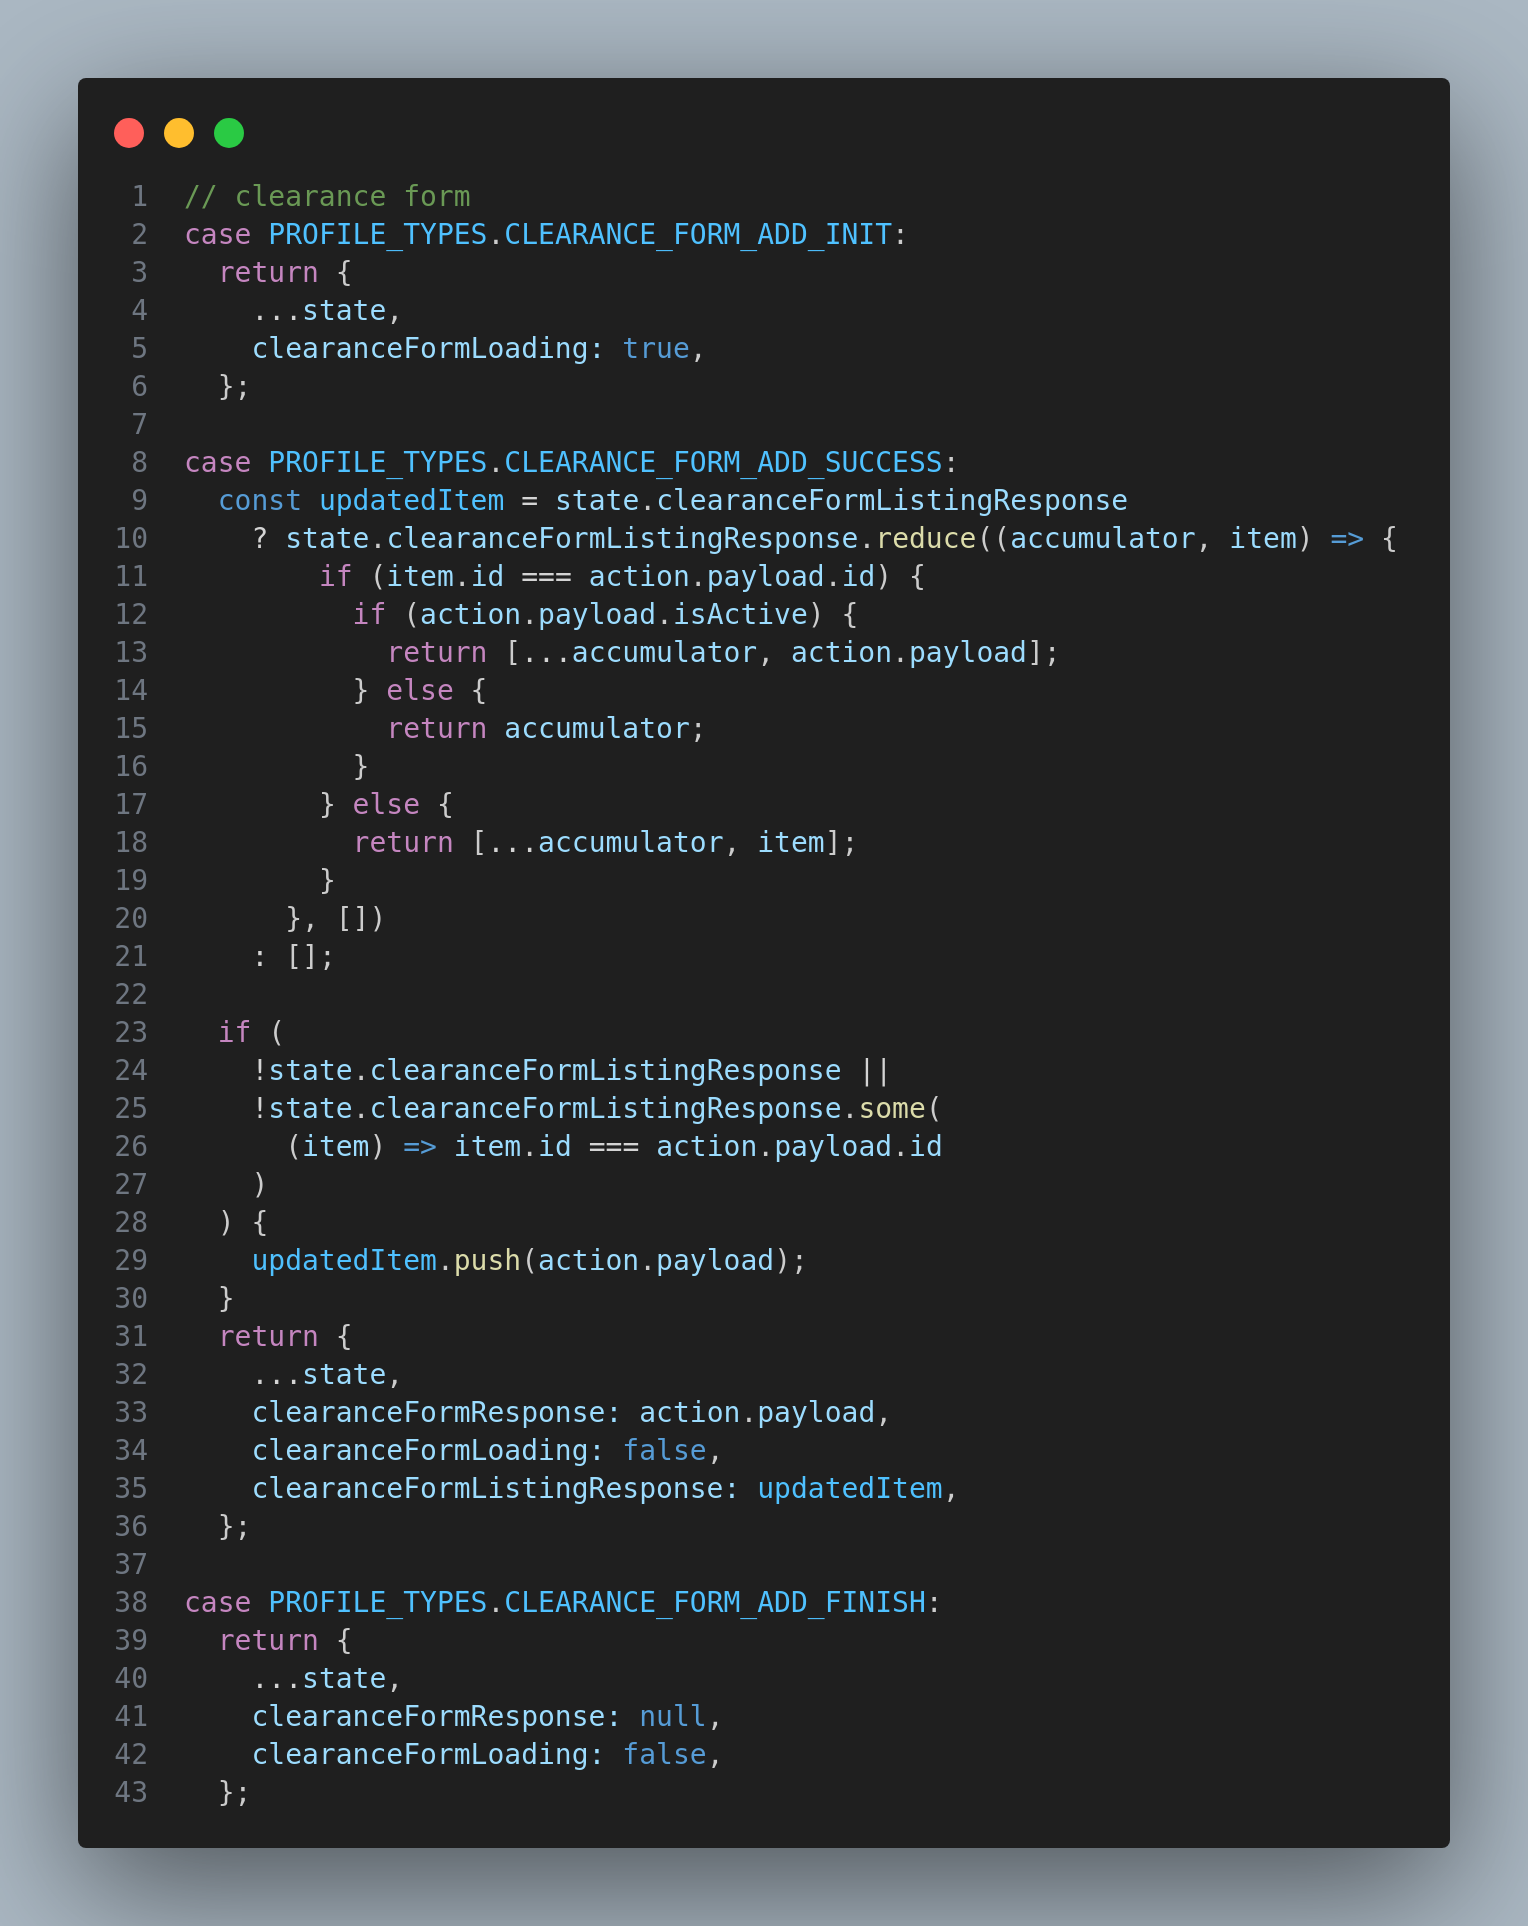 1 // clearance form
2 case PROFILE_TYPES.CLEARANCE_FORM_ADD_INIT:
3   return {
4     ...state,
5     clearanceFormLoading: true,
6   };
7
8 case PROFILE_TYPES.CLEARANCE_FORM_ADD_SUCCESS:
9   const updatedItem = state.clearanceFormListingResponse
10     ? state.clearanceFormListingResponse.reduce((accumulator, item) => {
11         if (item.id === action.payload.id) {
12           if (action.payload.isActive) {
13             return [...accumulator, action.payload];
14           } else {
15             return accumulator;
16           }
17         } else {
18           return [...accumulator, item];
19         }
20       }, [])
21     : [];
22
23   if (
24     !state.clearanceFormListingResponse ||
25     !state.clearanceFormListingResponse.some(
26       (item) => item.id === action.payload.id
27     )
28   ) {
29     updatedItem.push(action.payload);
30   }
31   return {
32     ...state,
33     clearanceFormResponse: action.payload,
34     clearanceFormLoading: false,
35     clearanceFormListingResponse: updatedItem,
36   };
37
38 case PROFILE_TYPES.CLEARANCE_FORM_ADD_FINISH:
39   return {
40     ...state,
41     clearanceFormResponse: null,
42     clearanceFormLoading: false,
43   };